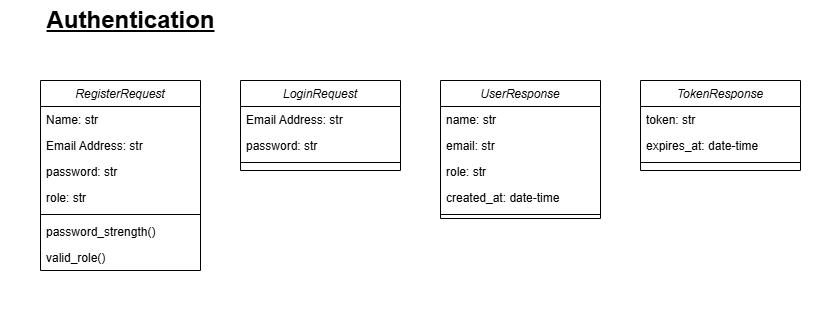 Authentication
RegisterRequest
Name: str
Email Address: str
password: str
role: str
password_strength()
valid_role()
LoginRequest
Email Address: str
password: str
UserResponse
name: str
email: str
role: str
created_at: date-time
TokenResponse
token: str
expires_at: date-time